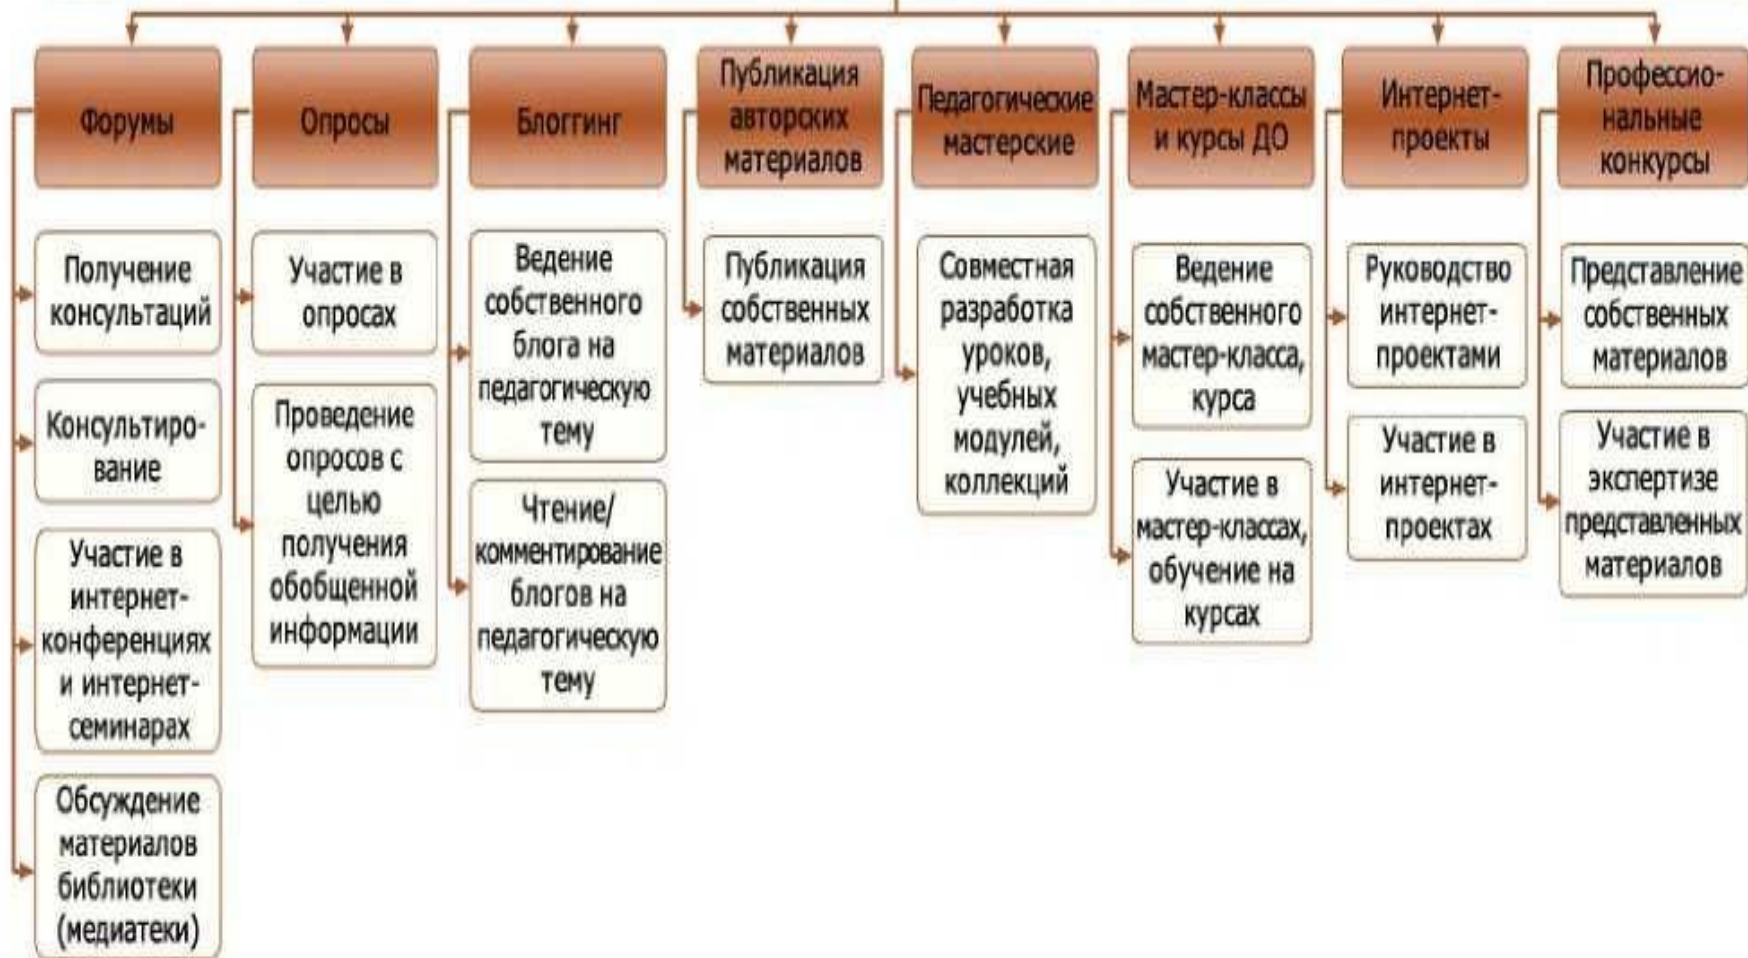 Форумы
Получение
консультаций
Консультиро-
вание
Участие в
интернет-
конференциях
и интернет-
семинарах
Обсуждение
материалов
библиотеки
(медиатеки)
Опросы
Участие в
опросах
Проведение
опросов с
целью
получения
обобщенной
информации
Блоггинг
Ведение
собственного
блога на
педагогическую
тему
Чтение/
комментирование
блогов на
педагогическую
тему
Публикация
авторских
материалов
Публикация
собственных
материалов
Педагогические
мастерские
Совместная
разработка
уроков,
учебных
модулей,
коллекций
Мастер-классы
и курсы ДО
Ведение
собственного
мастер-класса,
курса
Участие в
мастер-классах,
обучение на
курсах
Интернет-
проекты
Руководство
интернет-
проектами
Участие в
интернет-
проектах
Профессио-
нальные
конкурсы
Представление
собственных
материалов
Участие в
экспертизе
представленных
материалов